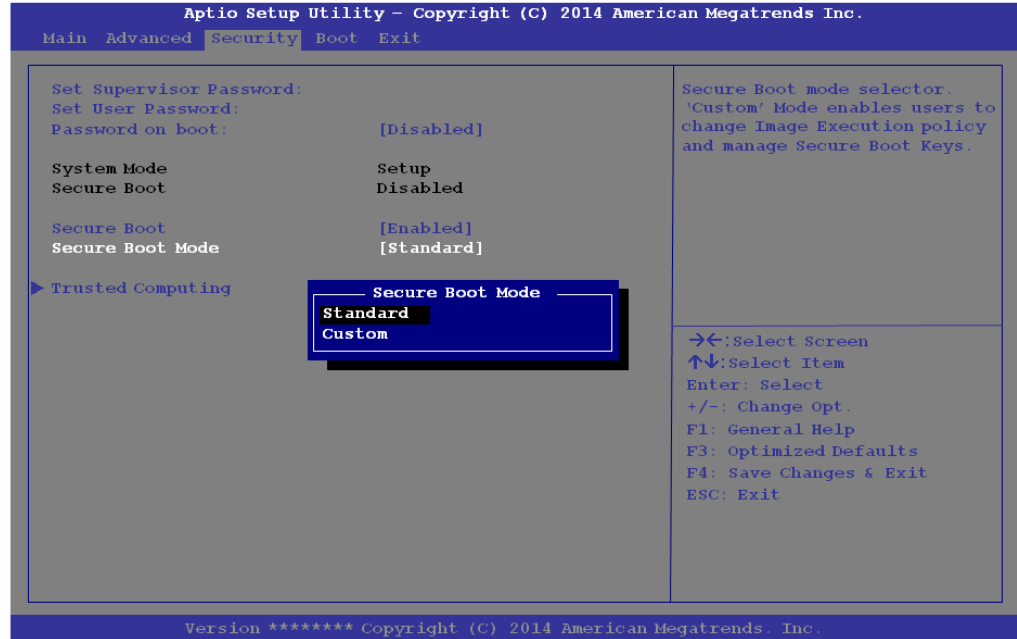 Aptio Setup Utility – Copyright (C) 2014 American Megatrends Inc.
Main Advanced Security Boot Exit
Set Supervisor Password:
Set User Password:
Password on boot: [Disabled]
System Mode Setup
Secure Boot Disabled
Secure Boot [Enabled]
Secure Boot Mode [Standard]
Trusted Computing
Secure Boot Mode
Standard
Custom
Secure Boot mode selector.
'Custom' Mode enables users to
change Image Execution policy
and manage Secure Boot Keys.
→←:Select Screen
↑↓:Select Item
Enter: Select
+/-: Change Opt.
F1: General Help
F3: Optimized Defaults
F4: Save Changes & Exit
ESC: Exit
Version ******** Copyright (C) 2014 American Megatrends. Inc.